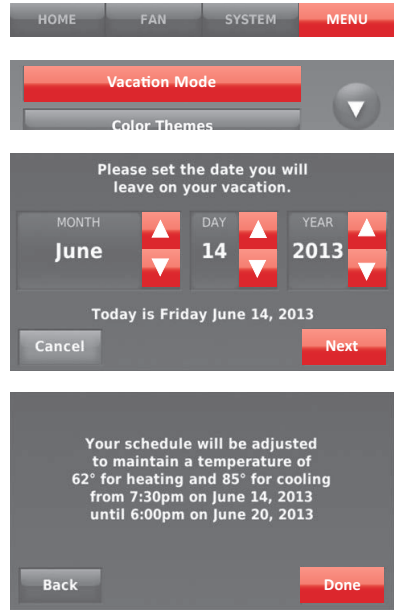 HOME FAN SYSTEM MENU
Vacation Mode
Color Themes
Please set the date you will
leave on your vacation.
MONTH DAY YEAR
June 14 2013
Today is Friday June 14, 2013
Cancel Next
Your schedule will be adjusted
to maintain a temperature of
62° for heating and 85° for cooling
from 7:30pm on June 14, 2013
until 6:00pm on June 20, 2013
Back Done